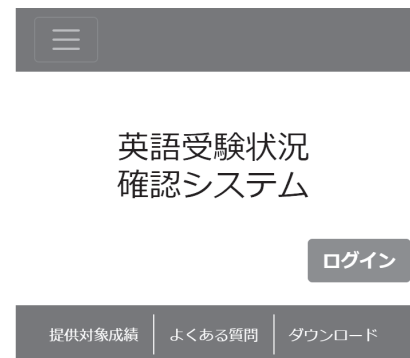 英語受験状況
確認システム
ログイン
提供対象成績 よくある質問 ダウンロード